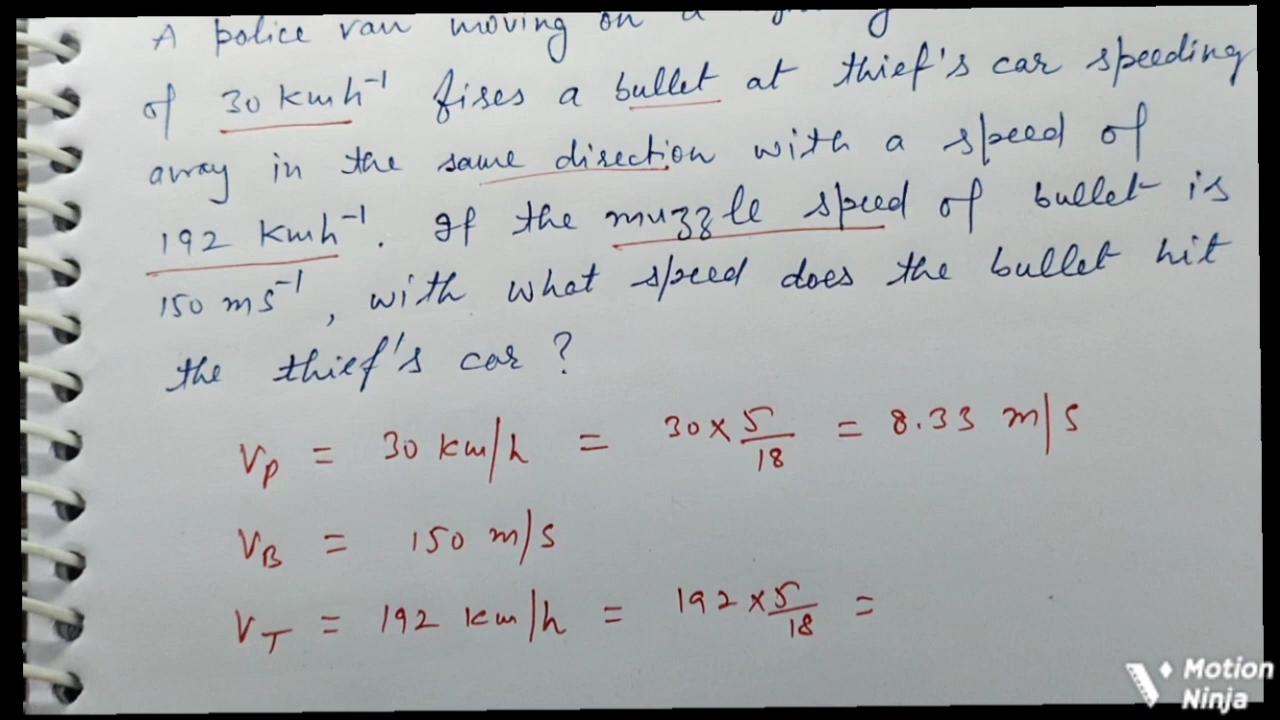 A police van moving on a
of 30 kmh⁻¹ fires a bullet at thief's car speeding
away in the same direction with a speed of
192 kmh⁻¹. If the muzzle speed of bullet is
150 ms⁻¹, with what speed does the bullet hit
the thief's car?
V_P = 30 km/h = 30 × 5/18 = 8.33 m/s
V_B = 150 m/s
V_T = 192 km/h = 192 × 5/18 =
Motion
Ninja